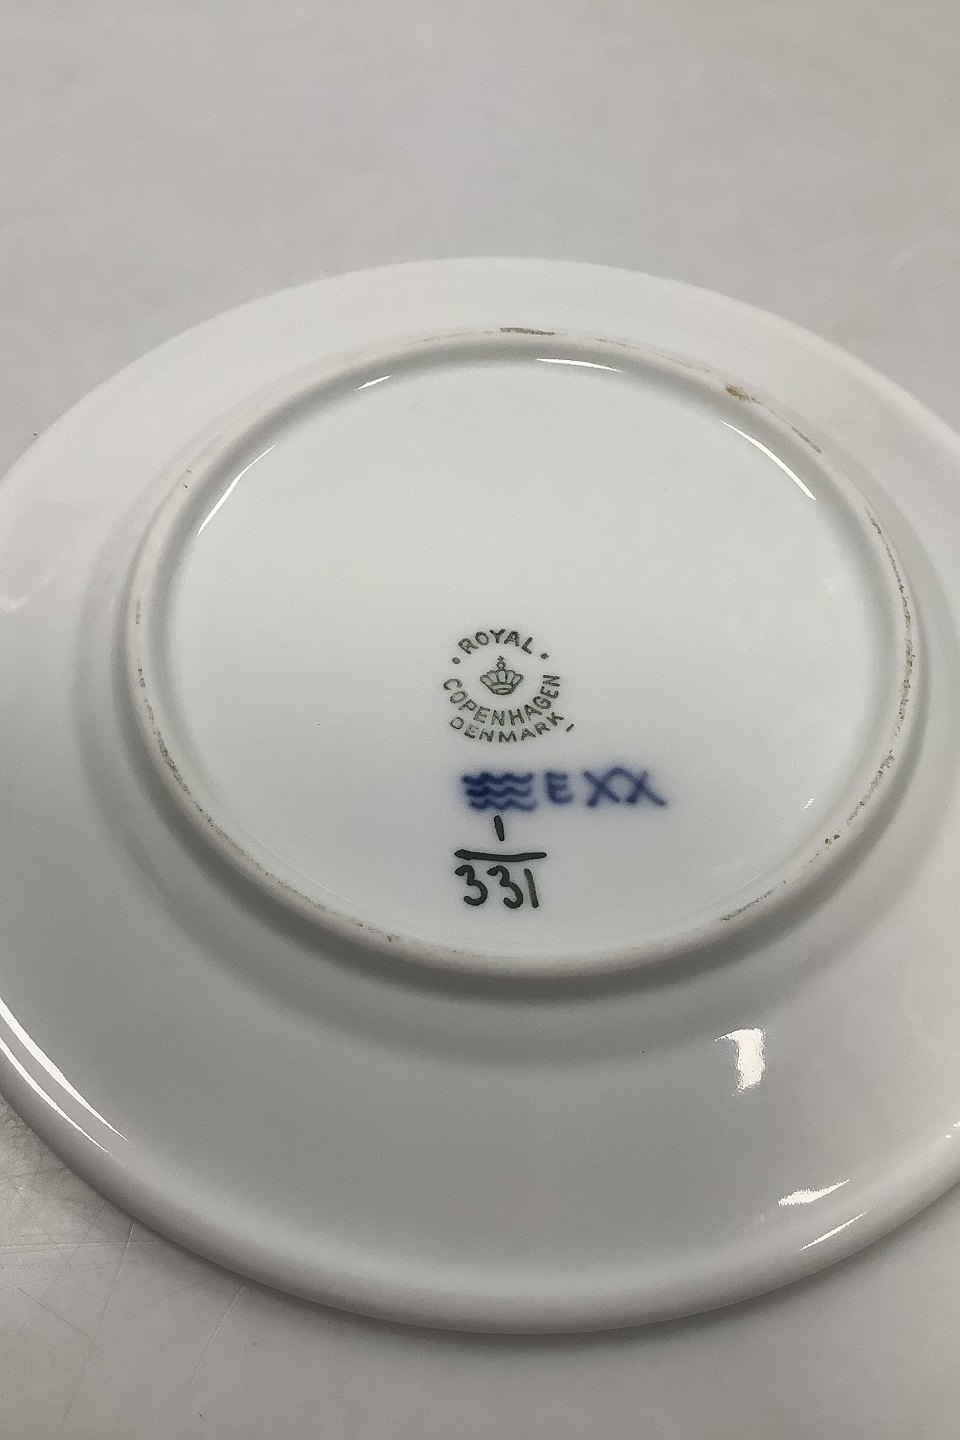 ROYAL
COPENHAGEN
DENMARK
EXX
1
331